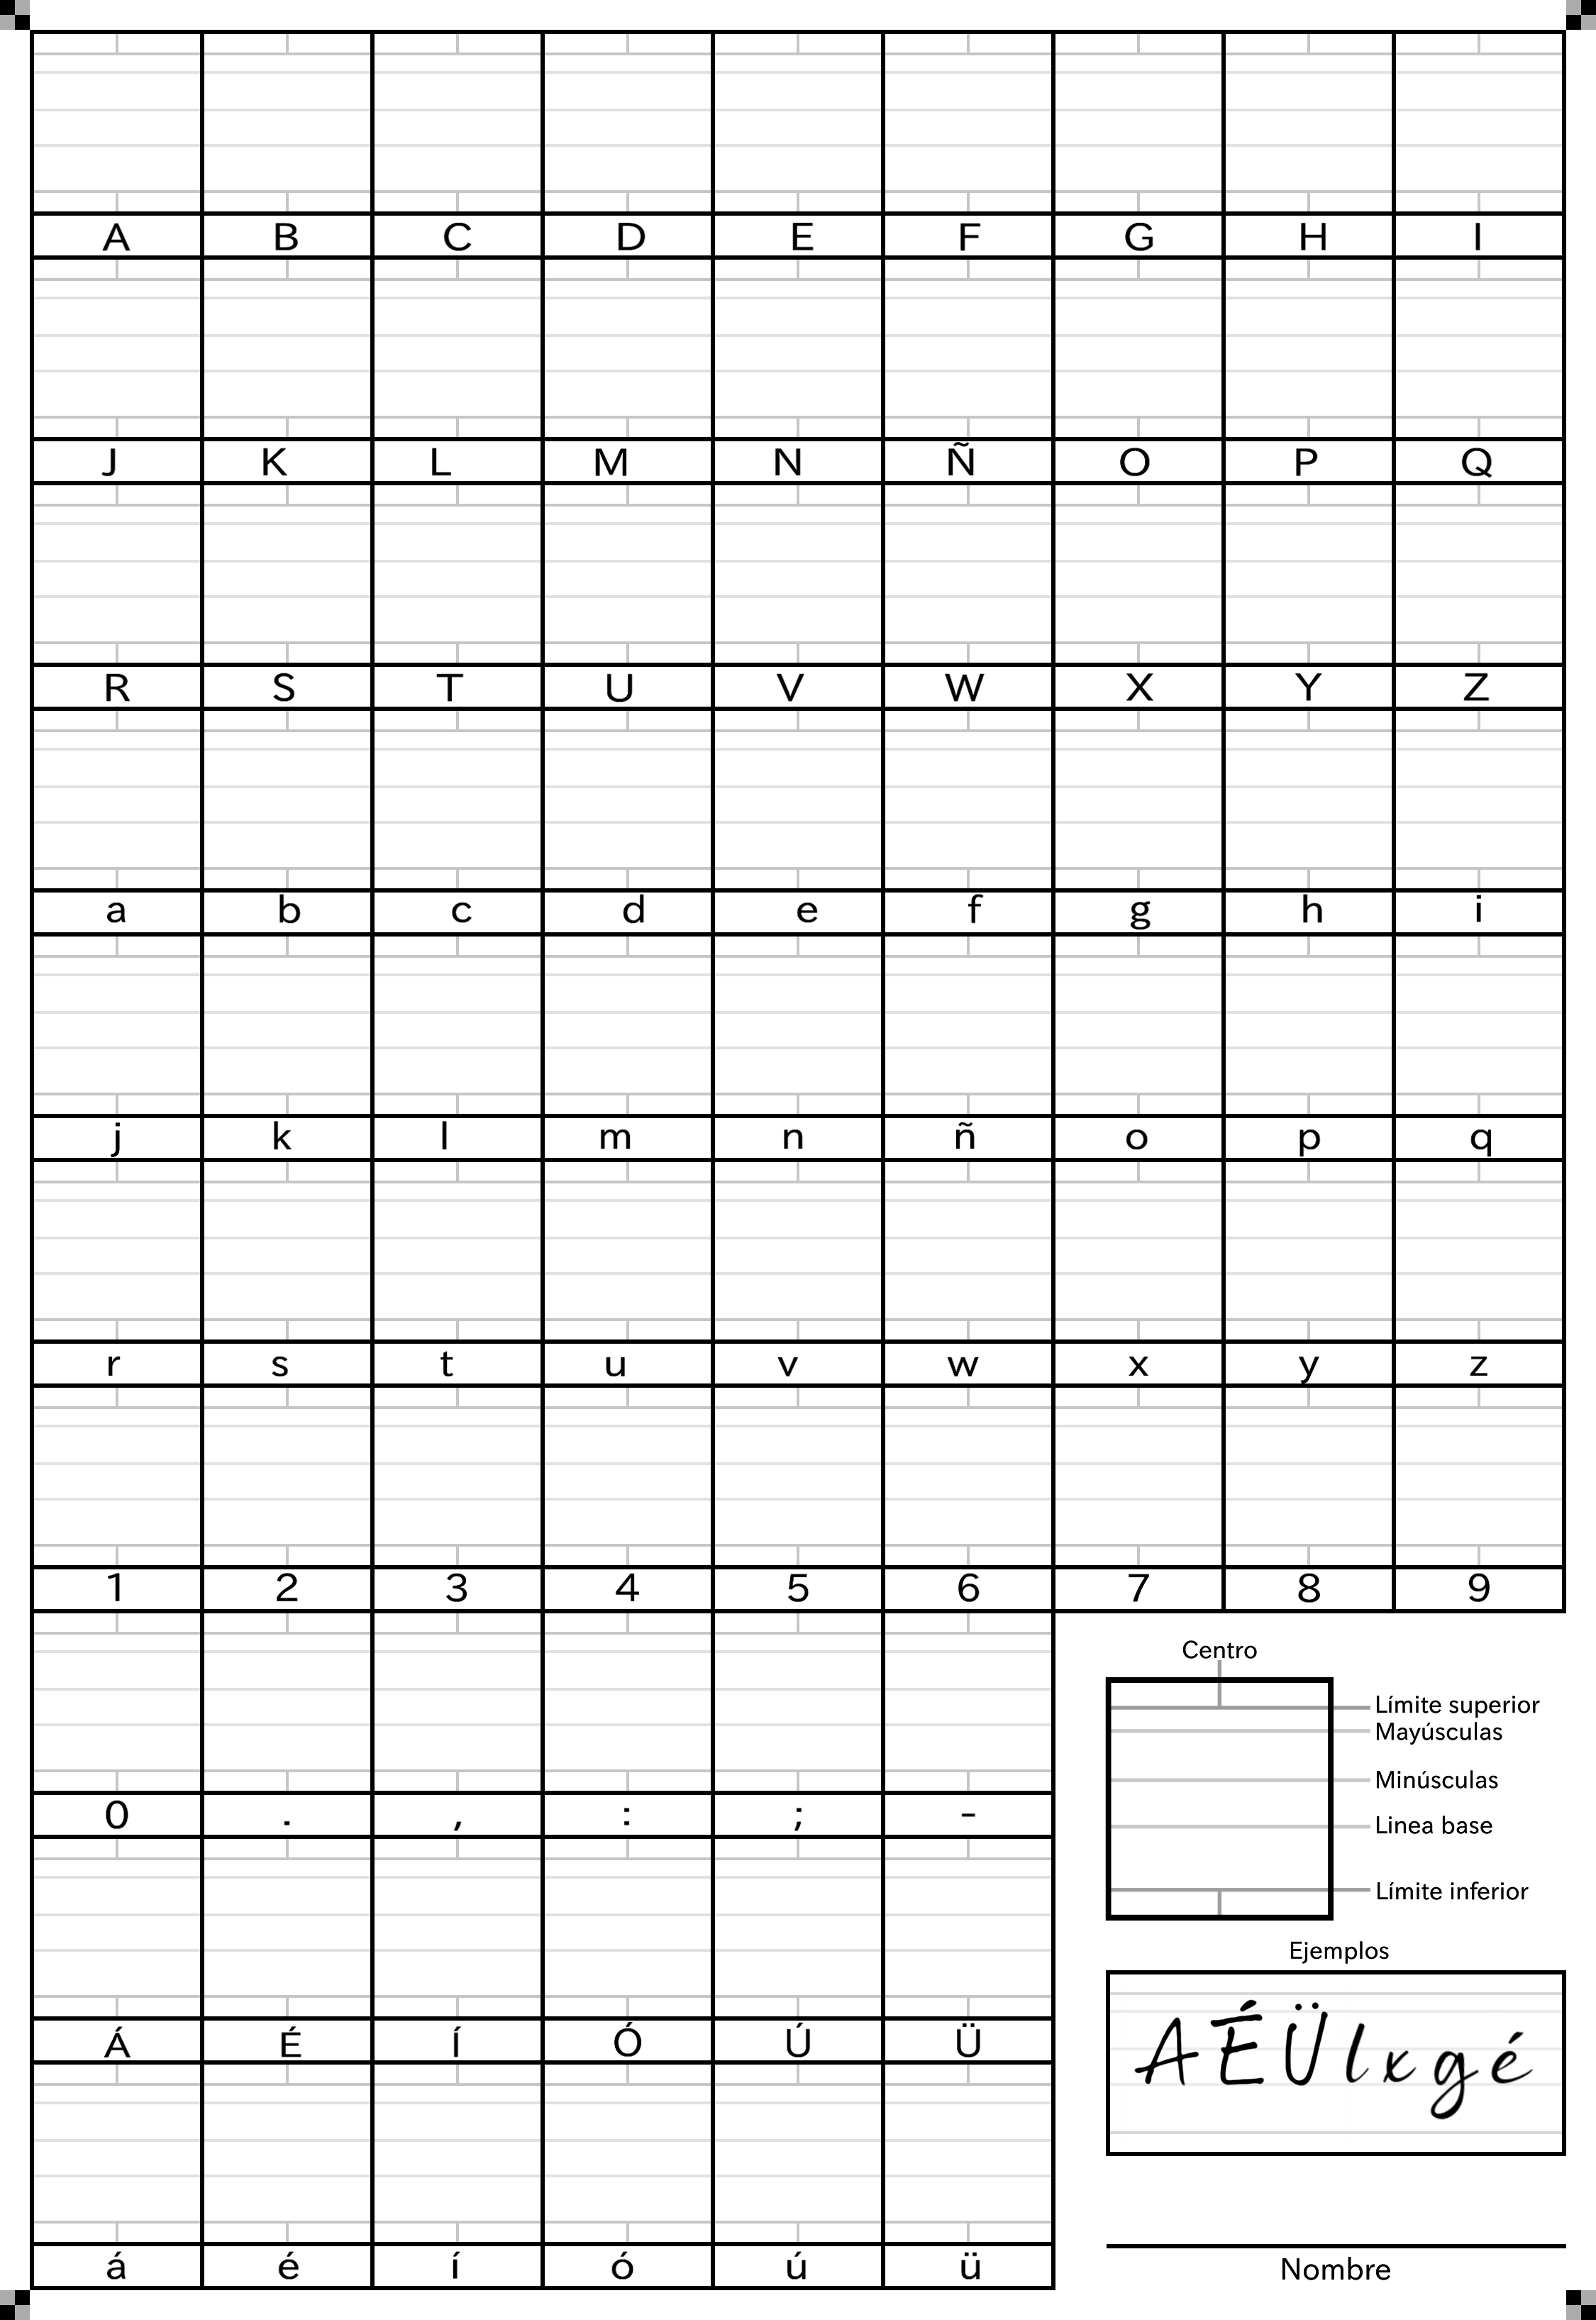 A B C D E F G H I
J K L M N Ñ O P Q
R S T U V W X Y Z
a b c d e f g h i
j k l m n ñ o p q
r s t u v w x y z
1 2 3 4 5 6 7 8 9
0 . , : ; -
Á É Í Ó Ú Ü
á é í ó ú ü
Centro
Límite superior
Mayúsculas
Minúsculas
Linea base
Límite inferior
Ejemplos
A É Ü l x g é
Nombre